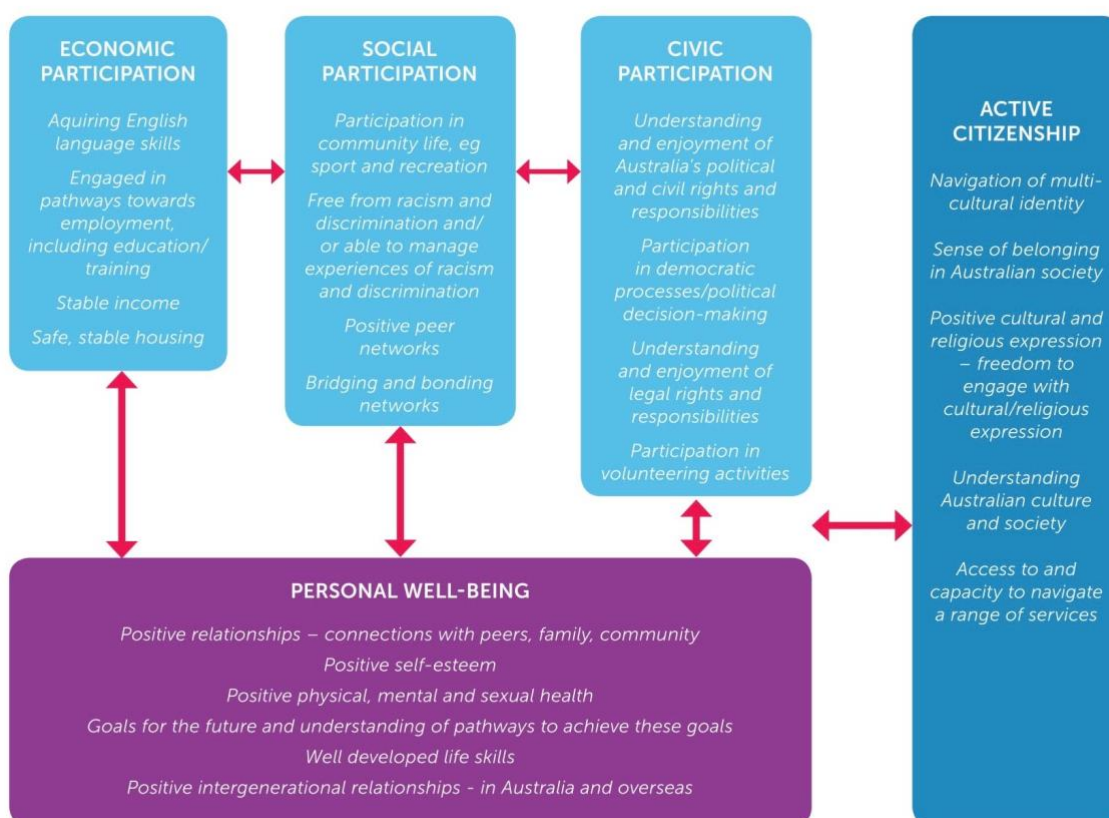 ECONOMIC
PARTICIPATION
Aquiring English
language skills
Engaged in
pathways towards
employment,
including education/
training
Stable income
Safe, stable housing
SOCIAL
PARTICIPATION
Participation in
community life, eg
sport and recreation
Free from racism and
discrimination and/
or able to manage
experiences of racism
and discrimination
Positive peer
networks
Bridging and bonding
networks
CIVIC
PARTICIPATION
Understanding
and enjoyment of
Australia's political
and civil rights and
responsibilities
Participation
in democratic
processes/political
decision-making
Understanding
and enjoyment of
legal rights and
responsibilities
Participation in
volunteering activities
ACTIVE
CITIZENSHIP
Navigation of multi-
cultural identity
Sense of belonging
in Australian society
Positive cultural and
religious expression
– freedom to
engage with
cultural/religious
expression
Understanding
Australian culture
and society
Access to and
capacity to navigate
a range of services
PERSONAL WELL-BEING
Positive relationships – connections with peers, family, community
Positive self-esteem
Positive physical, mental and sexual health
Goals for the future and understanding of pathways to achieve these goals
Well developed life skills
Positive intergenerational relationships - in Australia and overseas